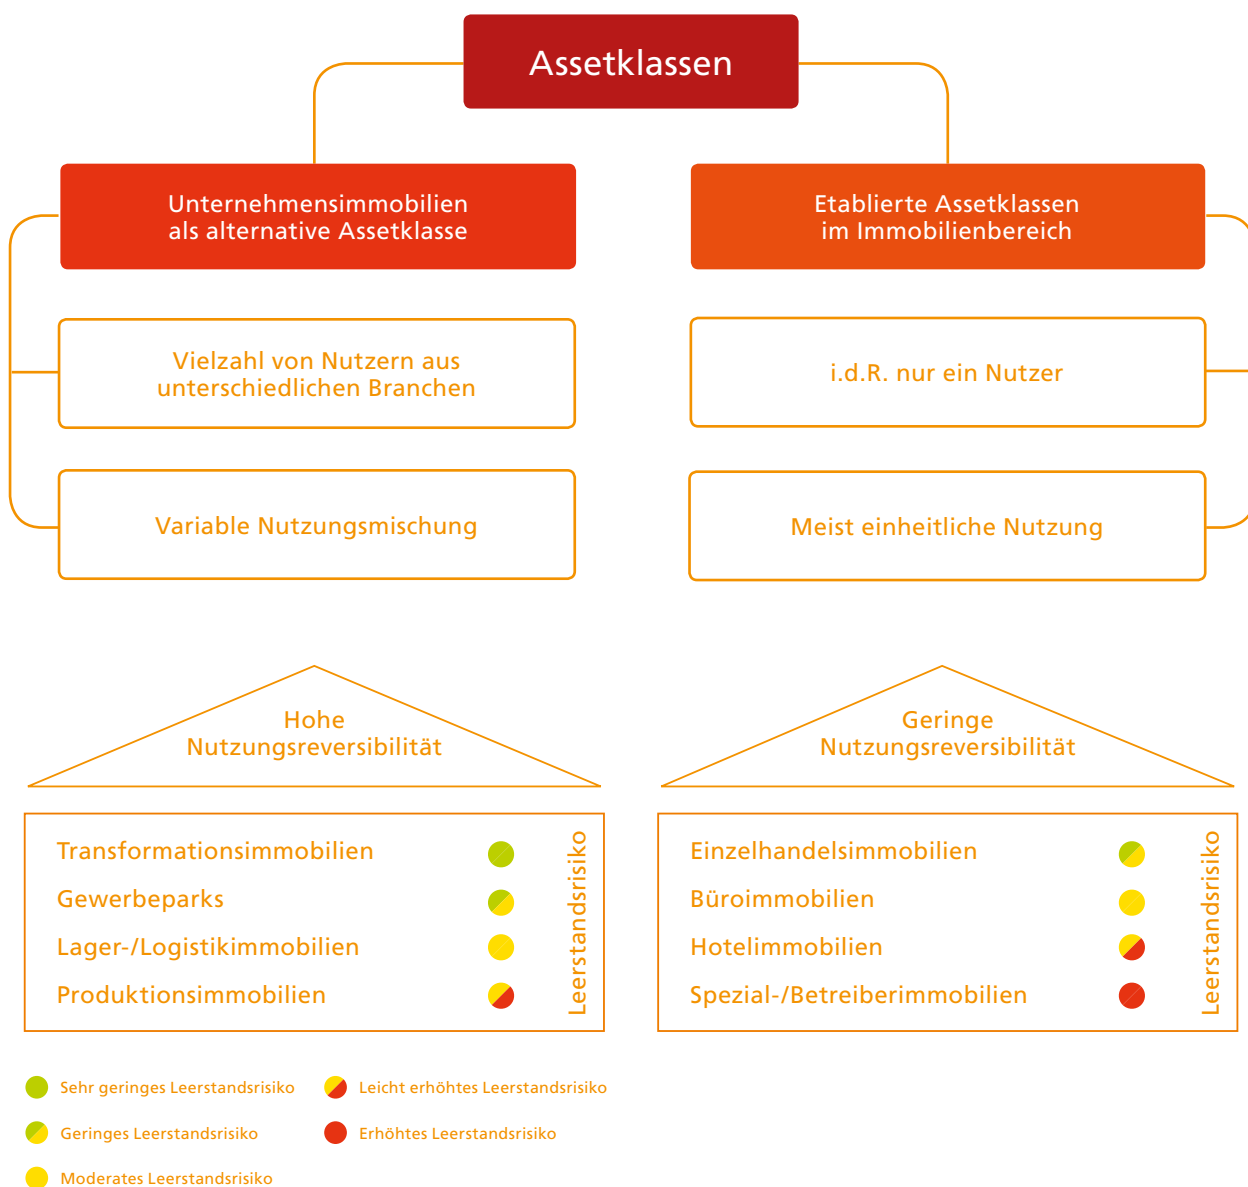 Assetklassen
Unternehmensimmobilien
als alternative Assetklasse
Etablierte Assetklassen
im Immobilienbereich
Vielzahl von Nutzern aus
unterschiedlichen Branchen
i.d.R. nur ein Nutzer
Variable Nutzungsmischung
Meist einheitliche Nutzung
Hohe
Nutzungsreversibilität
Geringe
Nutzungsreversibilität
Transformationsimmobilien
Gewerbeparks
Lager-/Logistikimmobilien
Produktionsimmobilien
Leerstandsrisiko
Einzelhandelsimmobilien
Büroimmobilien
Hotelimmobilien
Spezial-/Betreiberimmobilien
Leerstandsrisiko
Sehr geringes Leerstandsrisiko
Geringes Leerstandsrisiko
Moderates Leerstandsrisiko
Leicht erhöhtes Leerstandsrisiko
Erhöhtes Leerstandsrisiko